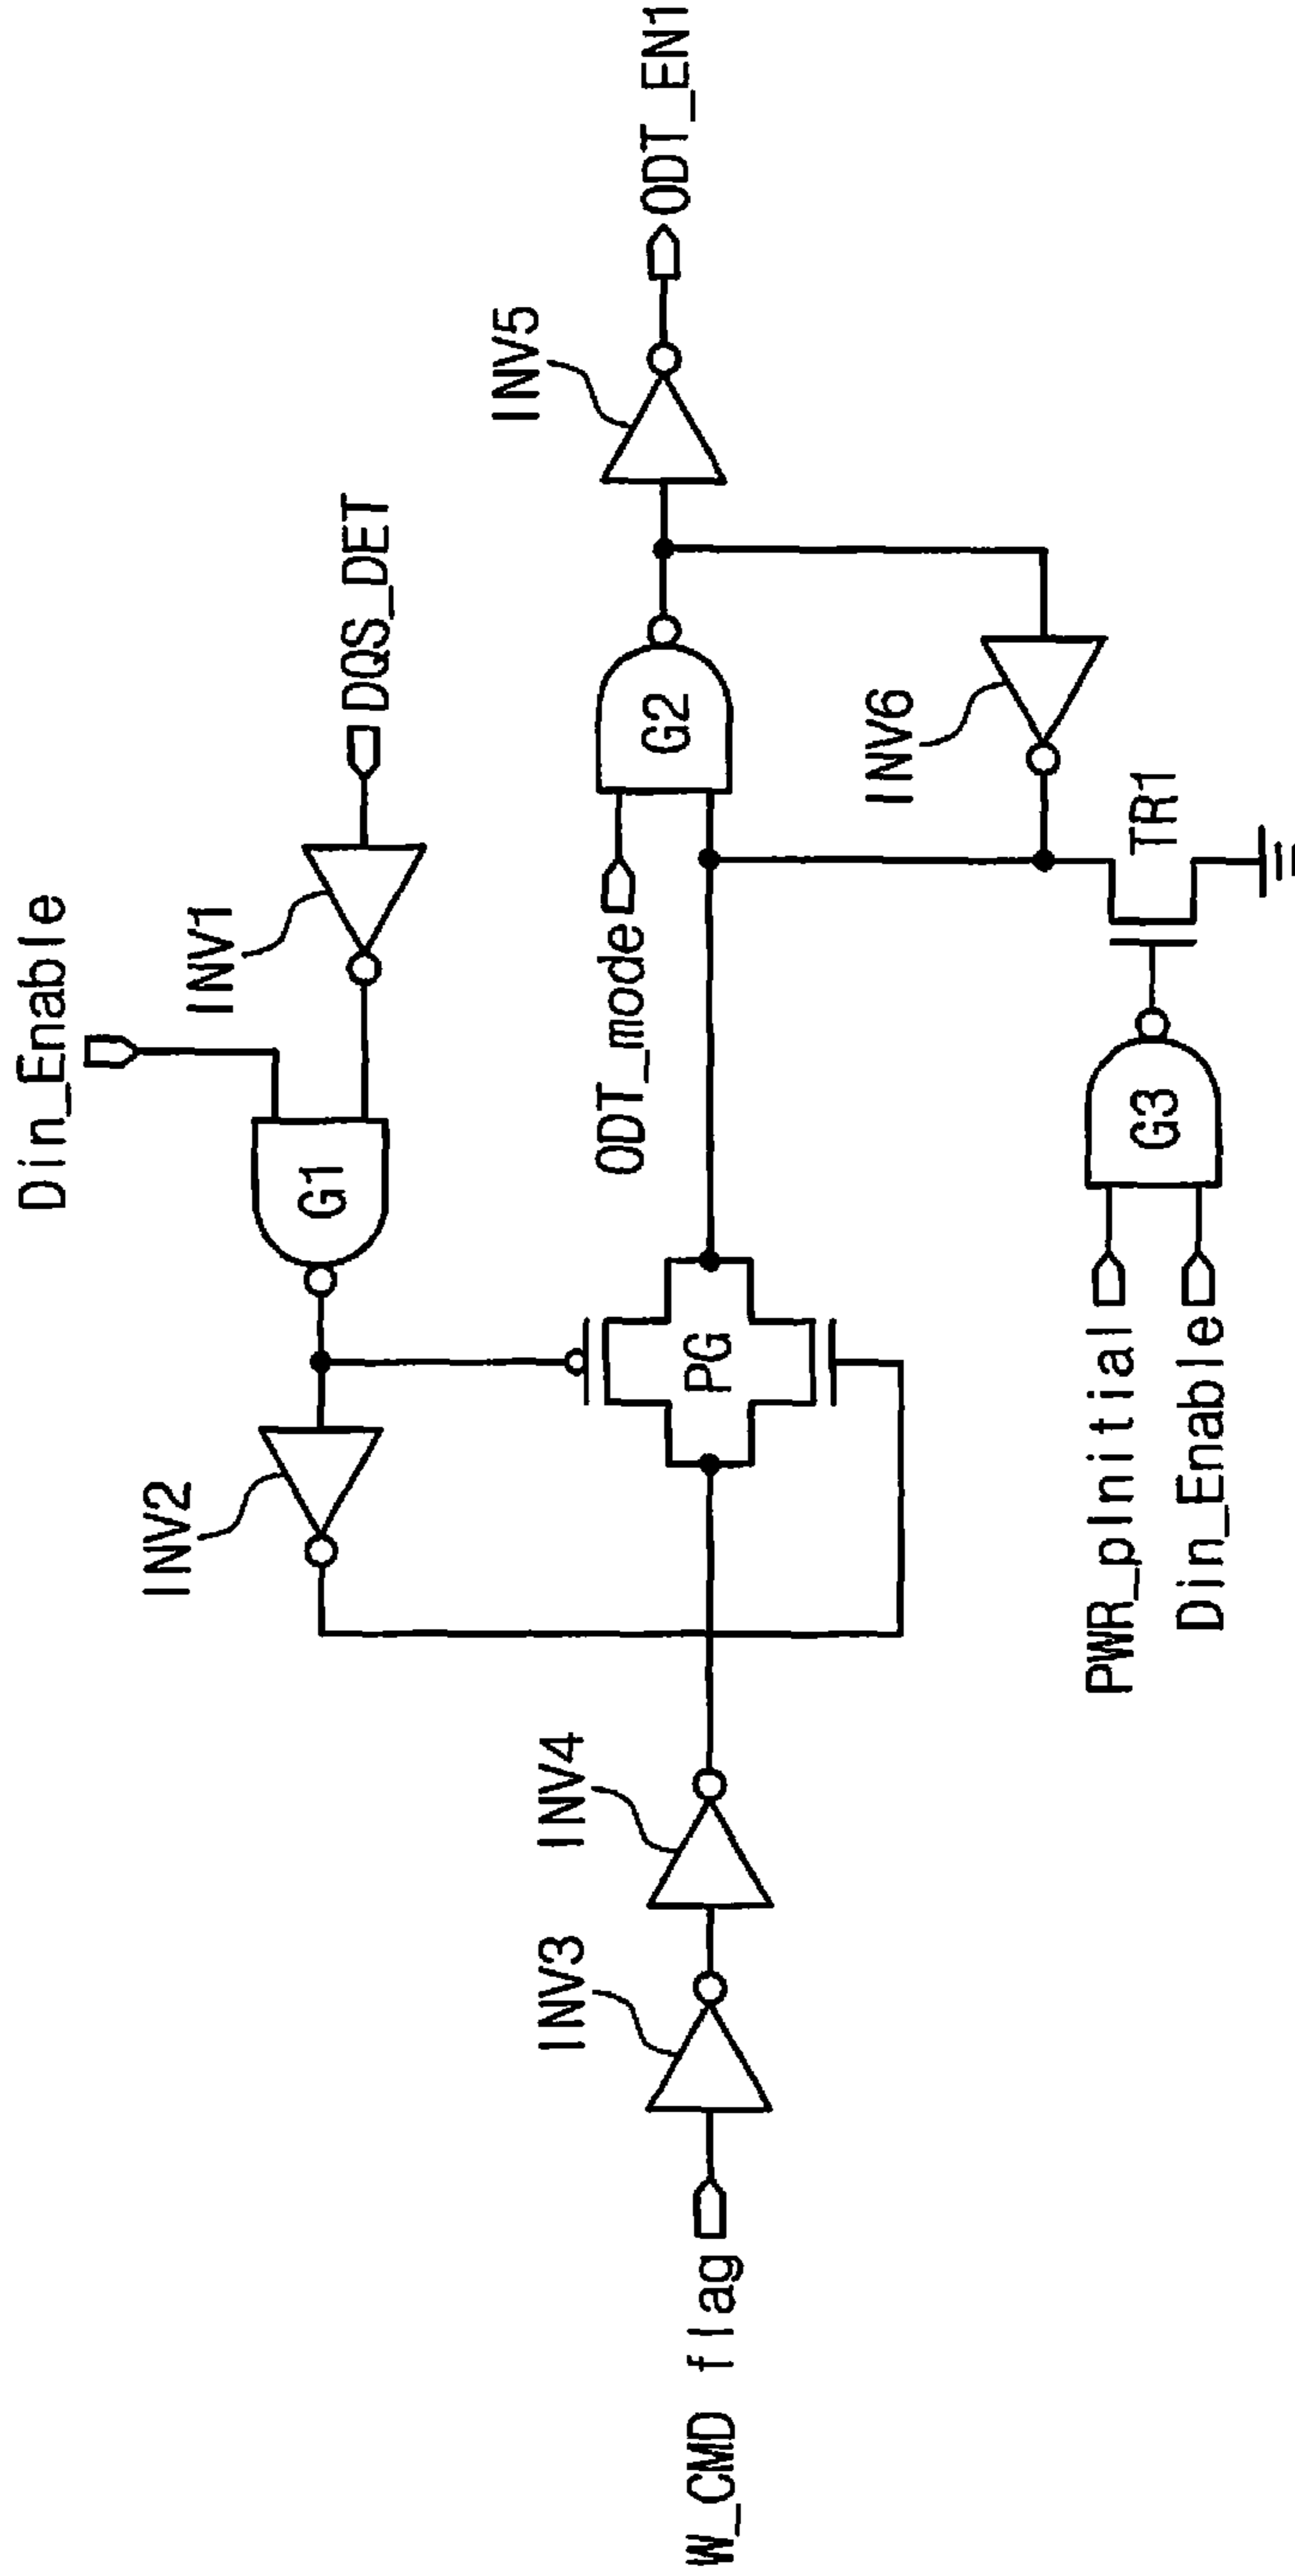 Din_Enable
INV1
DQS_DET
INV2
G1
INV5
ODT_EN1
W_CMD flag
INV3
INV4
PG
ODT_mode
G2
INV6
PWR_pInitial
Din_Enable
G3
TR1